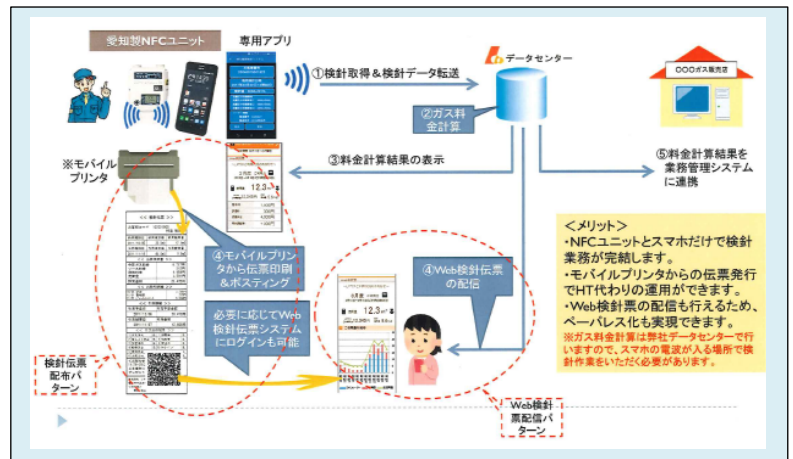 愛知製NFCユニット
専用アプリ
①検針取得＆検針データ転送
データセンター
〇〇〇ガス販売店
②ガス料
金計算
③料金計算結果の表示
⑤料金計算結果を
業務管理システム
に連携
※モバイル
プリンタ
12.3
④モバイルプリン
タから伝票印刷
＆ポスティング
必要に応じてWeb
検針伝票システム
にログインも可能
④Web検針伝票
の配信
12.3
検針伝票
配布パ
ターン
Web検針
票配信パ
ターン
＜メリット＞
・NFCユニットとスマホだけで検針
業務が完結します。
・モバイルプリンタからの伝票発行
でHT代わりの運用ができます。
・Web検針票の配信も行えるため、
ペーパレス化も実現できます。
※ガス料金計算は弊社データセンターで行
いますので、スマホの電波が入る場所で検
針作業をいただく必要があります。